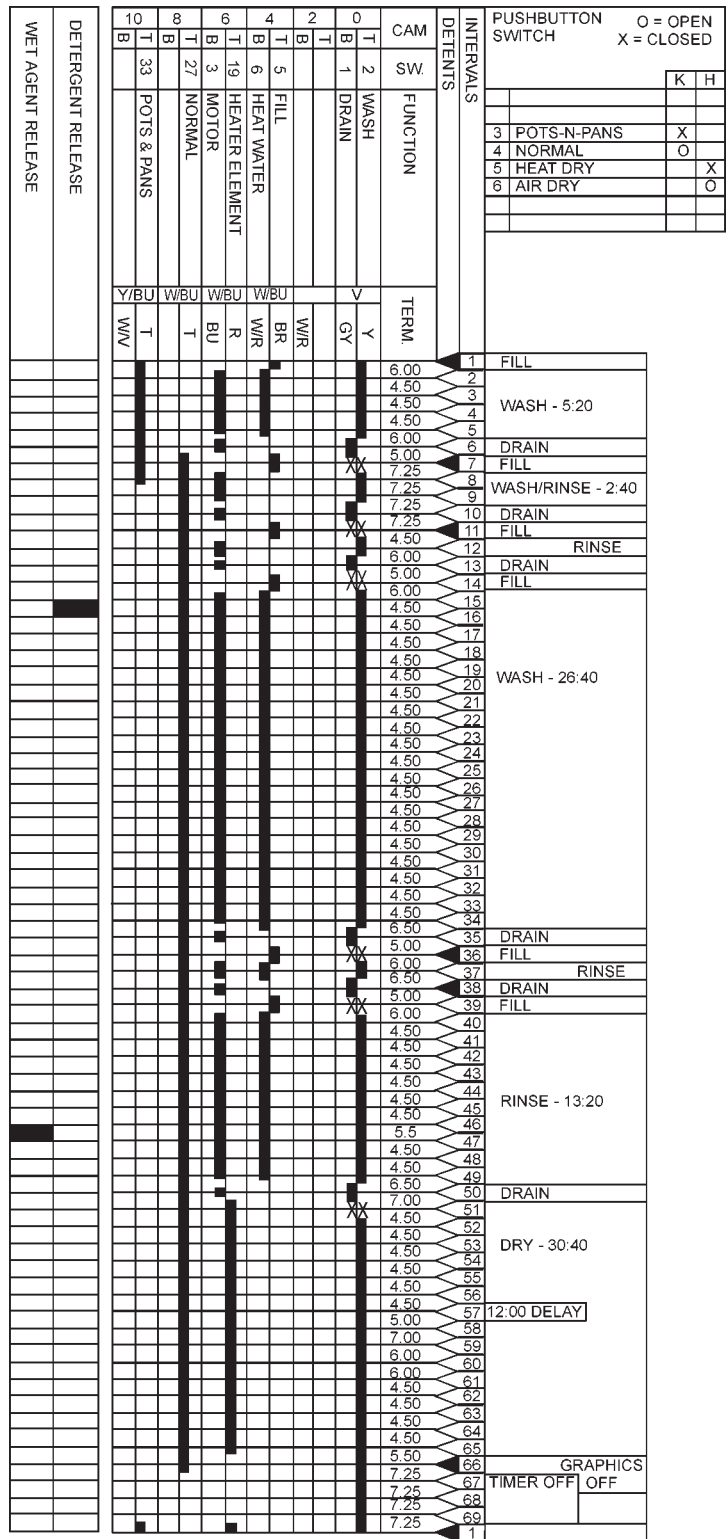 PUSHBUTTON SWITCH
O = OPEN
X = CLOSED
K H
3 POTS-N-PANS X
4 NORMAL O
5 HEAT DRY X
6 AIR DRY O
INTERVALS
DETENTS
CAM 0 2 4 6 8 10
T B T B T B T B T B T B
SW. 2 1 5 6 19 3 27 33
FUNCTION
WASH
DRAIN
FILL
HEAT WATER
HEATER ELEMENT
MOTOR
NORMAL
POTS & PANS
DETERGENT RELEASE
WET AGENT RELEASE
Y/BU W/BU W/BU W/BU V
TERM.
W/V T T BU R W/R BR W/R GY Y
1 FILL
6.00
2
4.50
3
4.50
WASH - 5:20
4
4.50
5
6.00
6 DRAIN
5.00
XX
7 FILL
7.25
8
7.25
WASH/RINSE - 2:40
9
7.25
10 DRAIN
7.25
XX
11 FILL
4.50
12 RINSE
6.00
13 DRAIN
5.00
XX
14 FILL
6.00
15
4.50
16
4.50
17
4.50
18
4.50
19
4.50
WASH - 26:40
20
4.50
21
4.50
22
4.50
23
4.50
24
4.50
25
4.50
26
4.50
27
4.50
28
4.50
29
4.50
30
4.50
31
4.50
32
4.50
33
4.50
34
6.50
35 DRAIN
5.00
XX
36 FILL
6.00
37 RINSE
6.50
38 DRAIN
5.00
XX
39 FILL
6.00
40
4.50
41
4.50
42
4.50
43
4.50
44
4.50
RINSE - 13:20
45
4.50
46
5.5
47
4.50
48
4.50
49
6.50
50 DRAIN
7.00
XX
51
4.50
52
4.50
53
DRY - 30:40
4.50
54
4.50
55
4.50
56
4.50
57 12:00 DELAY
5.00
58
7.00
59
6.00
60
6.00
61
4.50
62
4.50
63
4.50
64
4.50
65
5.50
66 GRAPHICS
7.25
67 TIMER OFF OFF
7.25
68
7.25
69
7.25
1